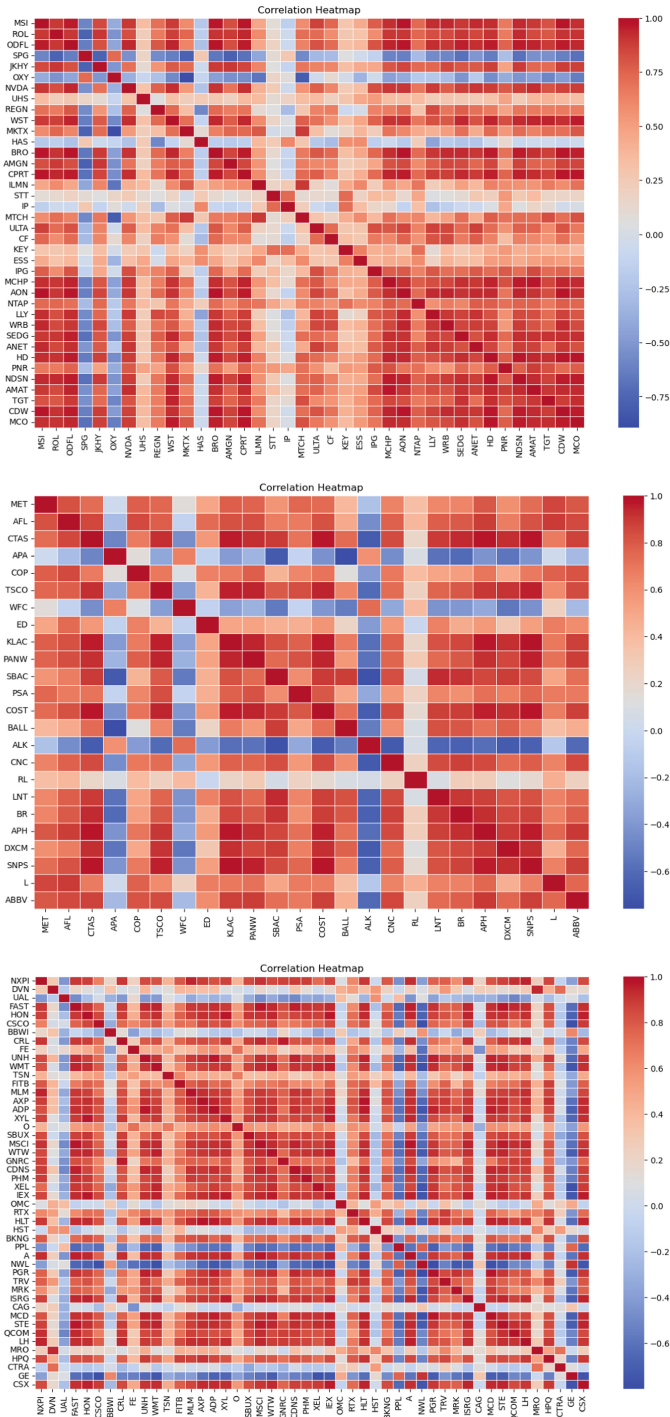 Correlation Heatmap
MSI
ROL
ODFL
SPG
JKHY
OXY
NVDA
UHS
REGN
WST
MKTX
HAS
BRO
AMGN
CPRT
ILMN
STT
IP
MTCH
ULTA
CF
KEY
ESS
IPG
MCHP
AON
NTAP
LLY
WRB
SEDG
ANET
HD
PNR
NDSN
AMAT
TGT
CDW
MCO
MSI ROL ODFL SPG JKHY OXY NVDA UHS REGN WST MKTX HAS BRO AMGN CPRT ILMN STT IP MTCH ULTA CF KEY ESS IPG MCHP AON NTAP LLY WRB SEDG ANET HD PNR NDSN AMAT TGT CDW MCO
1.00
0.75
0.50
0.25
0.00
−0.25
−0.50
−0.75
Correlation Heatmap
MET
AFL
CTAS
APA
COP
TSCO
WFC
ED
KLAC
PANW
SBAC
PSA
COST
BALL
ALK
CNC
RL
LNT
BR
APH
DXCM
SNPS
L
ABBV
MET AFL CTAS APA COP TSCO WFC ED KLAC PANW SBAC PSA COST BALL ALK CNC RL LNT BR APH DXCM SNPS L ABBV
1.0
0.8
0.6
0.4
0.2
0.0
−0.2
−0.4
−0.6
Correlation Heatmap
NXPI
DVN
UAL
FAST
HON
CSCO
BBWI
CRL
FE
UNH
WMT
TSN
FITB
MLM
AXP
ADP
XYL
O
SBUX
MSCI
WTW
GNRC
CDNS
PHM
XEL
IEX
OMC
RTX
HLT
HST
BKNG
PPL
A
NWL
PGR
TRV
MRK
ISRG
CAG
MCD
STE
QCOM
LH
MRO
HPQ
CTRA
GE
CSX
NXPI DVN UAL FAST HON CSCO BBWI CRL FE UNH WMT TSN FITB MLM AXP ADP XYL O SBUX MSCI WTW GNRC CDNS PHM XEL IEX OMC RTX HLT HST BKNG PPL A NWL PGR TRV MRK ISRG CAG MCD STE QCOM LH MRO HPQ CTRA GE CSX
1.0
0.8
0.6
0.4
0.2
0.0
−0.2
−0.4
−0.6